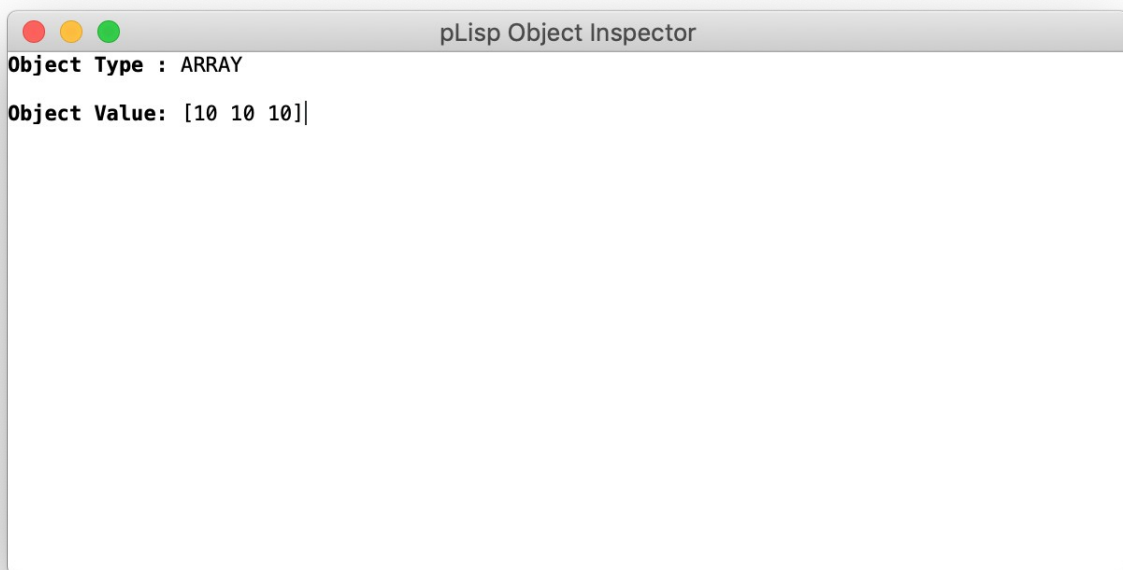 pLisp Object Inspector
Object Type : ARRAY
Object Value: [10 10 10]